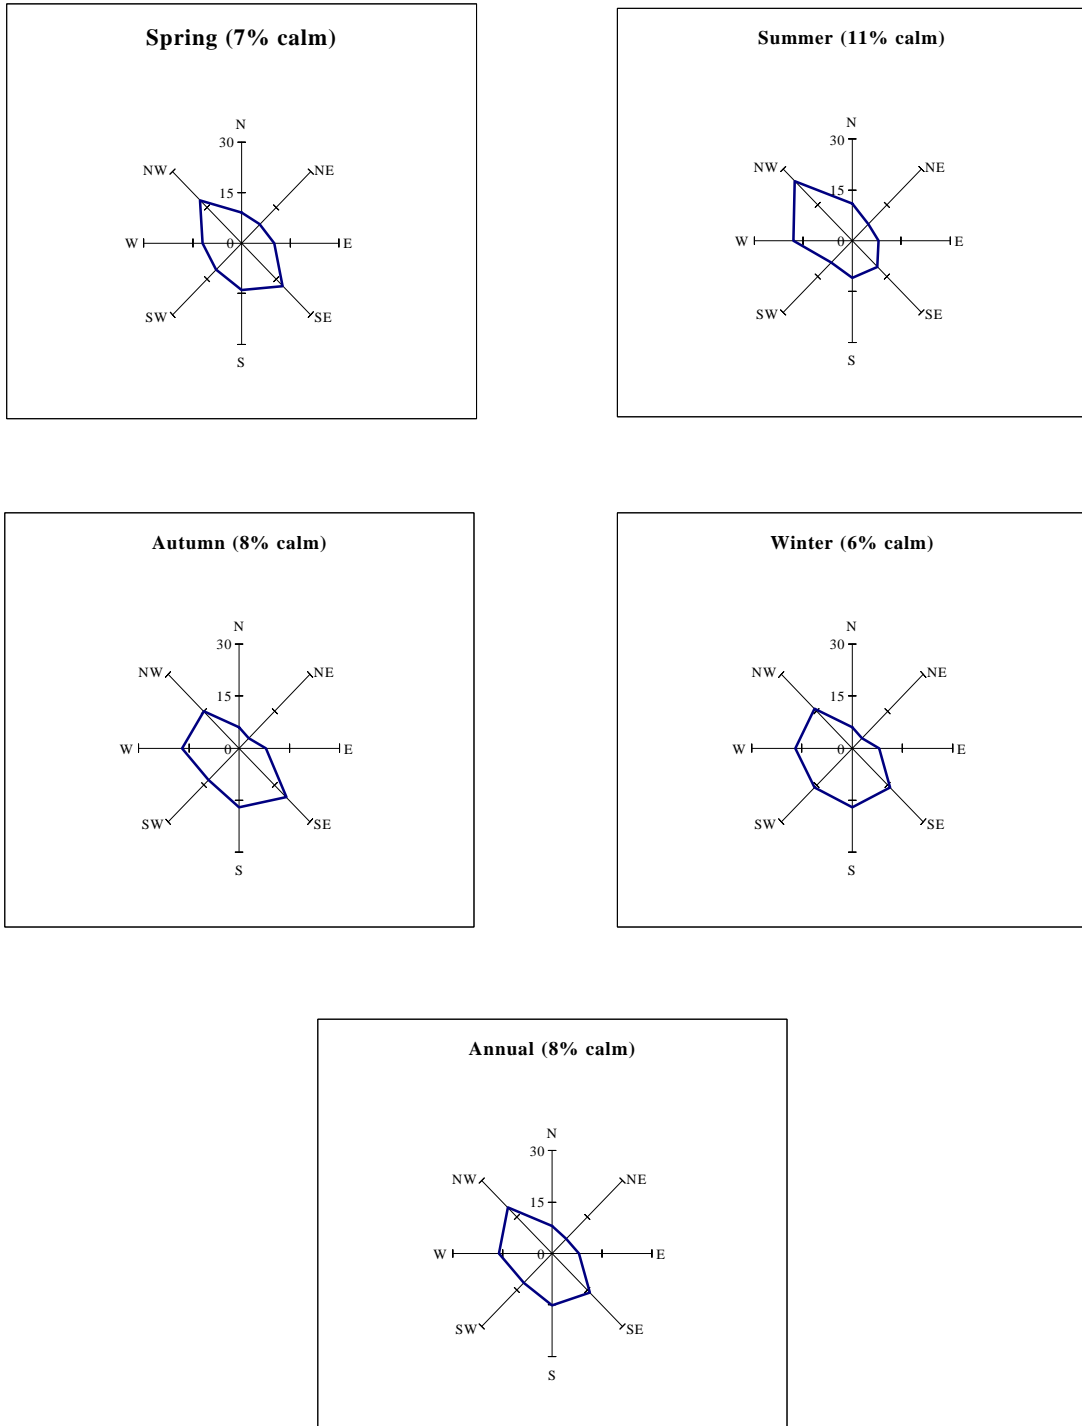 Spring (7% calm)
N
30
NW
NE
15
W
0
E
SW
SE
S
Summer (11% calm)
N
30
NW
NE
15
W
0
E
SW
SE
S
Autumn (8% calm)
N
30
NW
NE
15
W
0
E
SW
SE
S
Winter (6% calm)
N
30
NW
NE
15
W
0
E
SW
SE
S
Annual (8% calm)
N
30
NW
NE
15
W
0
E
SW
SE
S